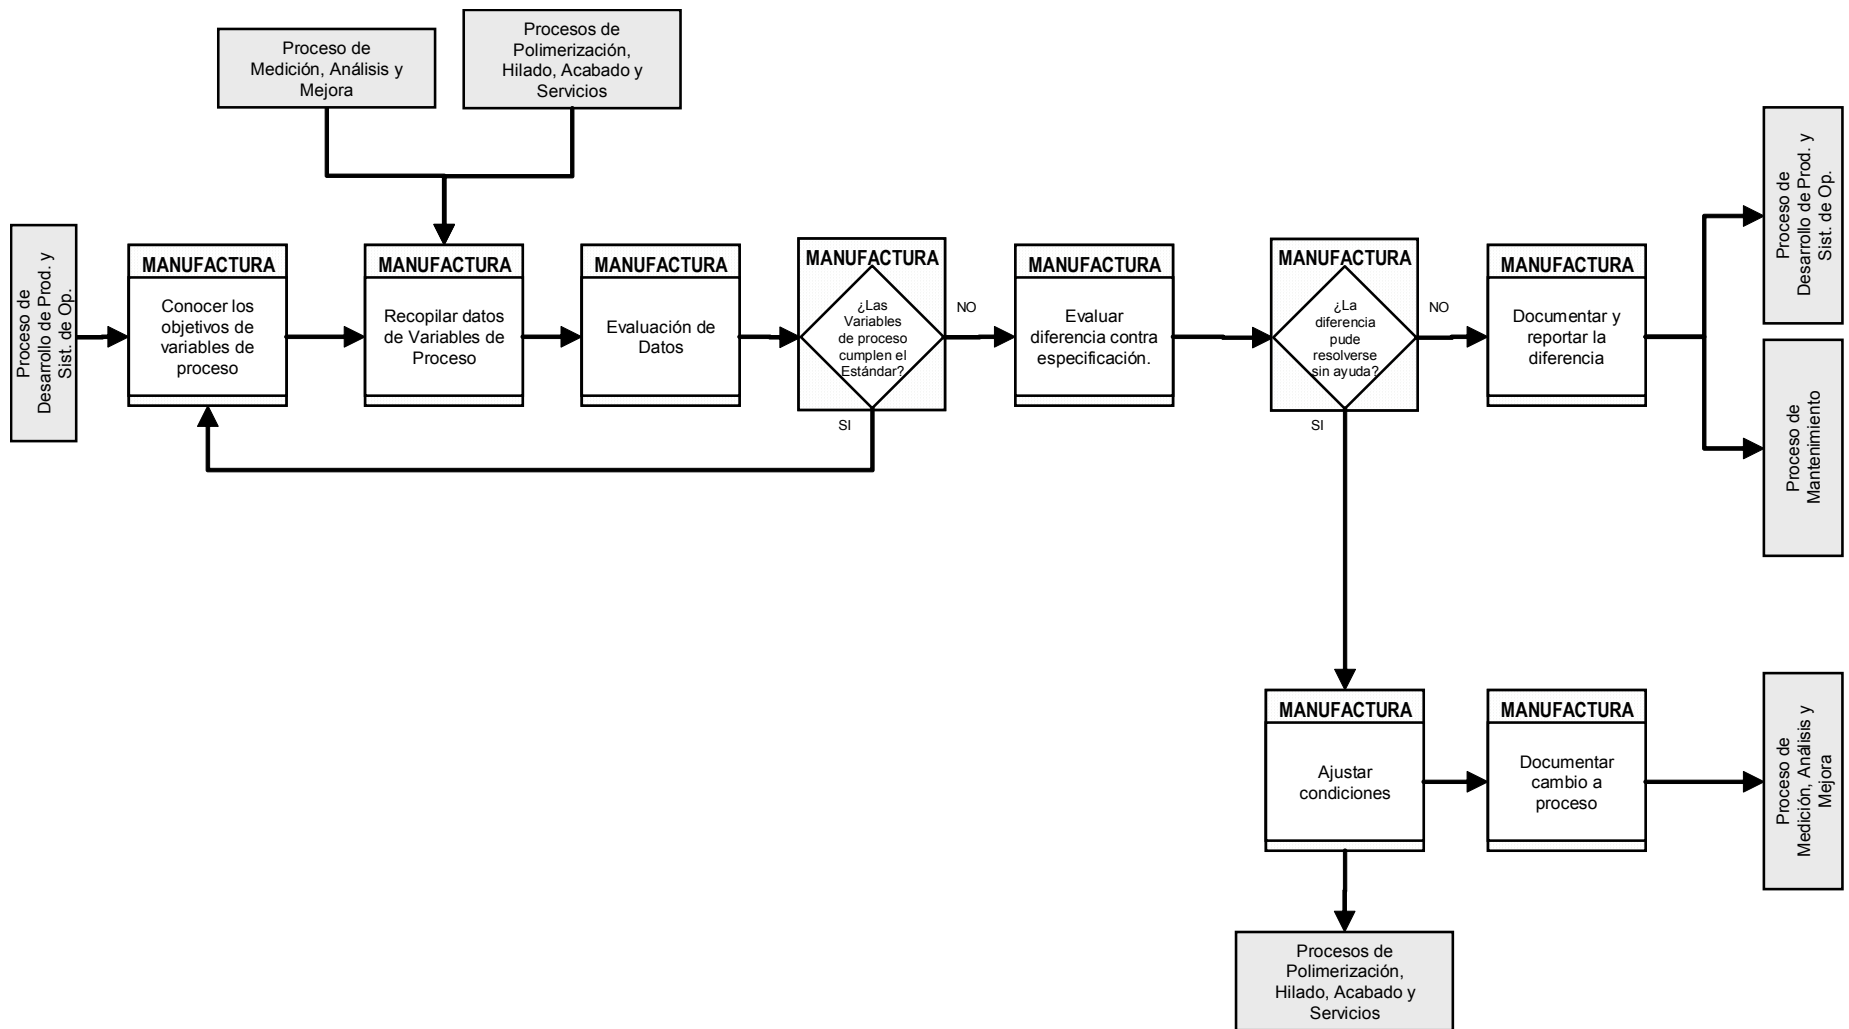 Proceso de
Medición, Análisis y
Mejora
Procesos de
Polimerización,
Hilado, Acabado y
Servicios
Proceso de
Desarrollo de Prod. y
Sist. de Op.
MANUFACTURA
Conocer los
objetivos de
variables de
proceso
MANUFACTURA
Recopilar datos
de Variables de
Proceso
MANUFACTURA
Evaluación de
Datos
MANUFACTURA
¿Las
Variables
de proceso
cumplen el
Estándar?
NO
SI
MANUFACTURA
Evaluar
diferencia contra
especificación.
MANUFACTURA
¿La
diferencia
pude
resolverse
sin ayuda?
NO
SI
MANUFACTURA
Documentar y
reportar la
diferencia
Proceso de
Desarrollo de Prod. y
Sist. de Op.
Proceso de
Mantenimiento
MANUFACTURA
Ajustar
condiciones
MANUFACTURA
Documentar
cambio a
proceso
Proceso de
Medición, Análisis y
Mejora
Procesos de
Polimerización,
Hilado, Acabado y
Servicios